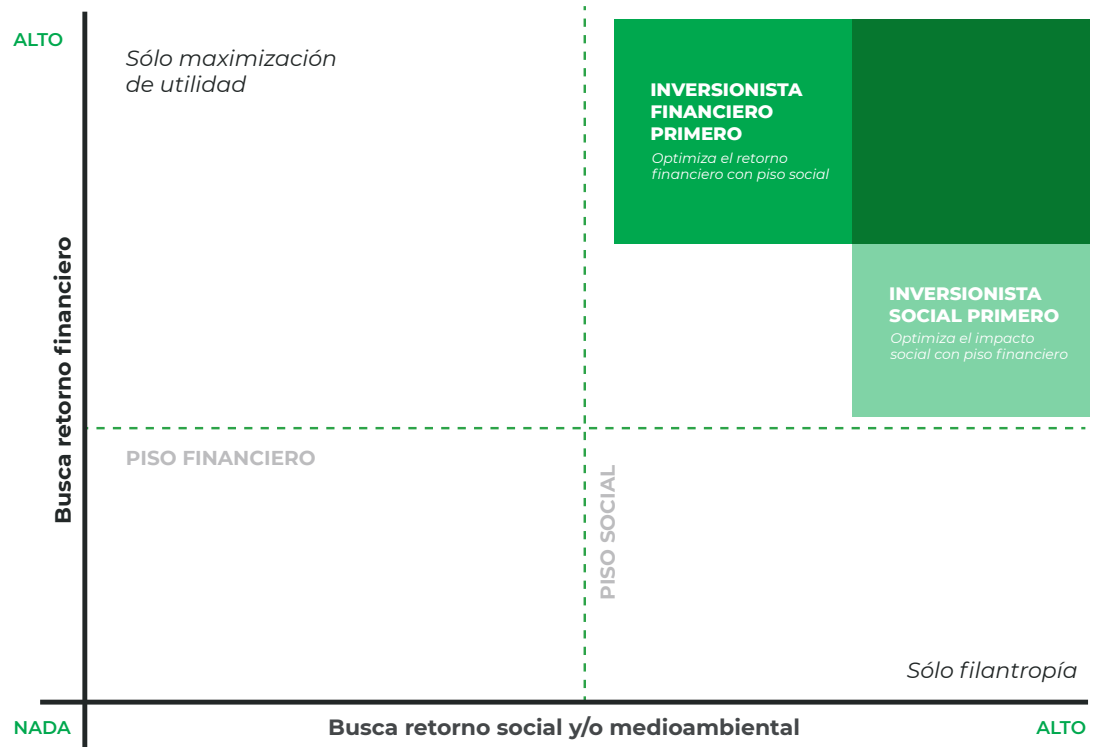 ALTO
Sólo maximización
de utilidad
INVERSIONISTA
FINANCIERO
PRIMERO
Optimiza el retorno
financiero con piso social
INVERSIONISTA
SOCIAL PRIMERO
Optimiza el impacto
social con piso financiero
Busca retorno financiero
PISO FINANCIERO
PISO SOCIAL
Sólo filantropía
NADA
Busca retorno social y/o medioambiental
ALTO